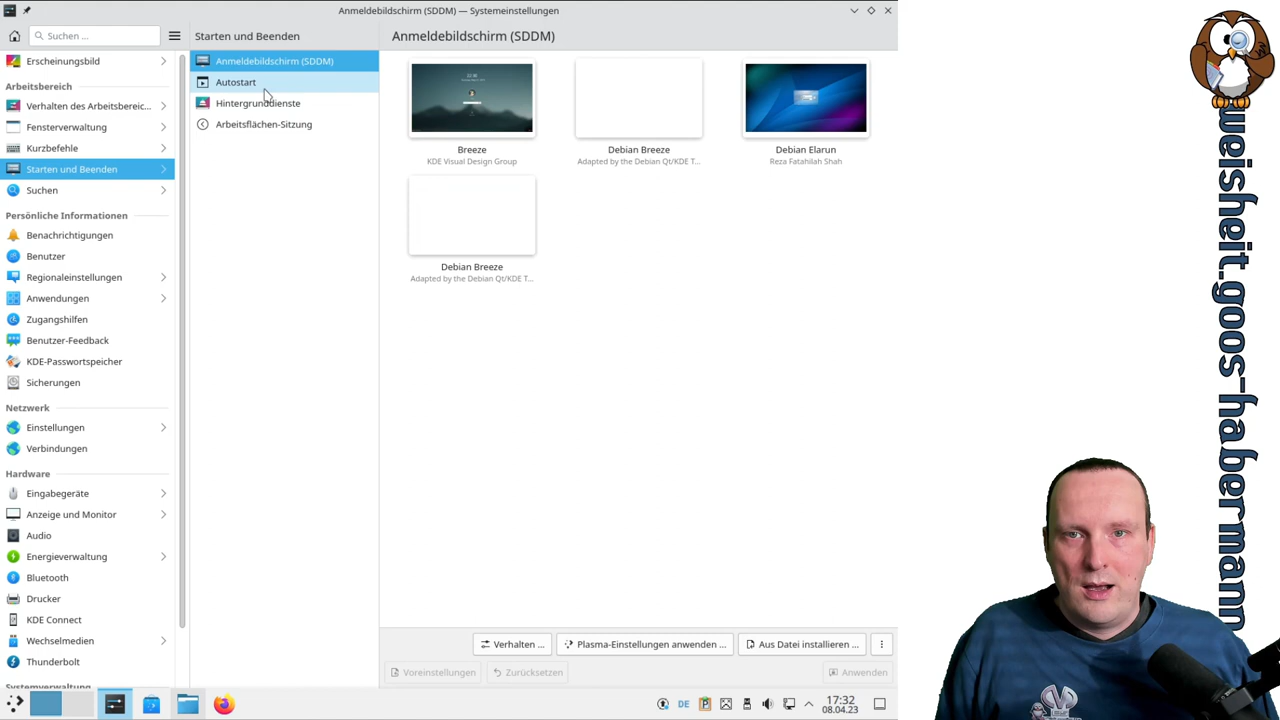 Anmeldebildschirm (SDDM) — Systemeinstellungen
Suchen ...
Starten und Beenden
Anmeldebildschirm (SDDM)
Erscheinungsbild
Arbeitsbereich
Verhalten des Arbeitsbereic...
Fensterverwaltung
Kurzbefehle
Starten und Beenden
Suchen
Persönliche Informationen
Benachrichtigungen
Benutzer
Regionaleinstellungen
Anwendungen
Zugangshilfen
Benutzer-Feedback
KDE-Passwortspeicher
Sicherungen
Netzwerk
Einstellungen
Verbindungen
Hardware
Eingabegeräte
Anzeige und Monitor
Audio
Energieverwaltung
Bluetooth
Drucker
KDE Connect
Wechselmedien
Thunderbolt
Systemverwaltung
Anmeldebildschirm (SDDM)
Autostart
Hintergrunddienste
Arbeitsflächen-Sitzung
Breeze
KDE Visual Design Group
Debian Breeze
Adapted by the Debian Qt/KDE T...
Debian Elarun
Reza Fatahilah Shah
Debian Breeze
Adapted by the Debian Qt/KDE T...
Verhalten ...
Plasma-Einstellungen anwenden ...
Aus Datei installieren ...
Voreinstellungen
Zurücksetzen
Anwenden
DE
17:32
08.04.23
weisheit.goos-habermann